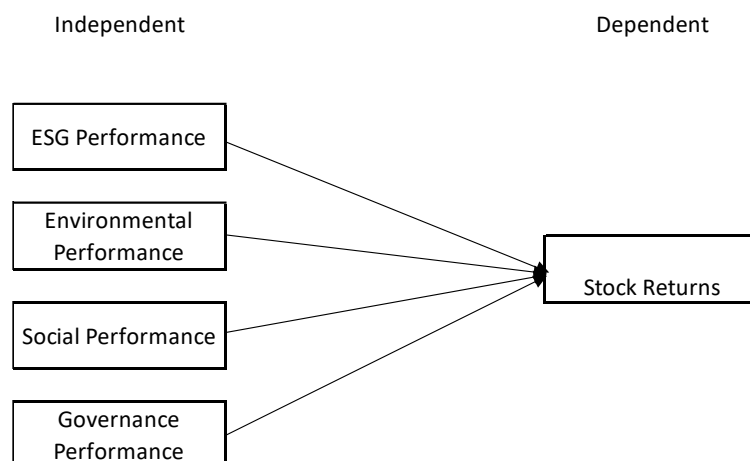 Independent
Dependent
ESG Performance
Environmental
Performance
Social Performance
Governance
Performance
Stock Returns